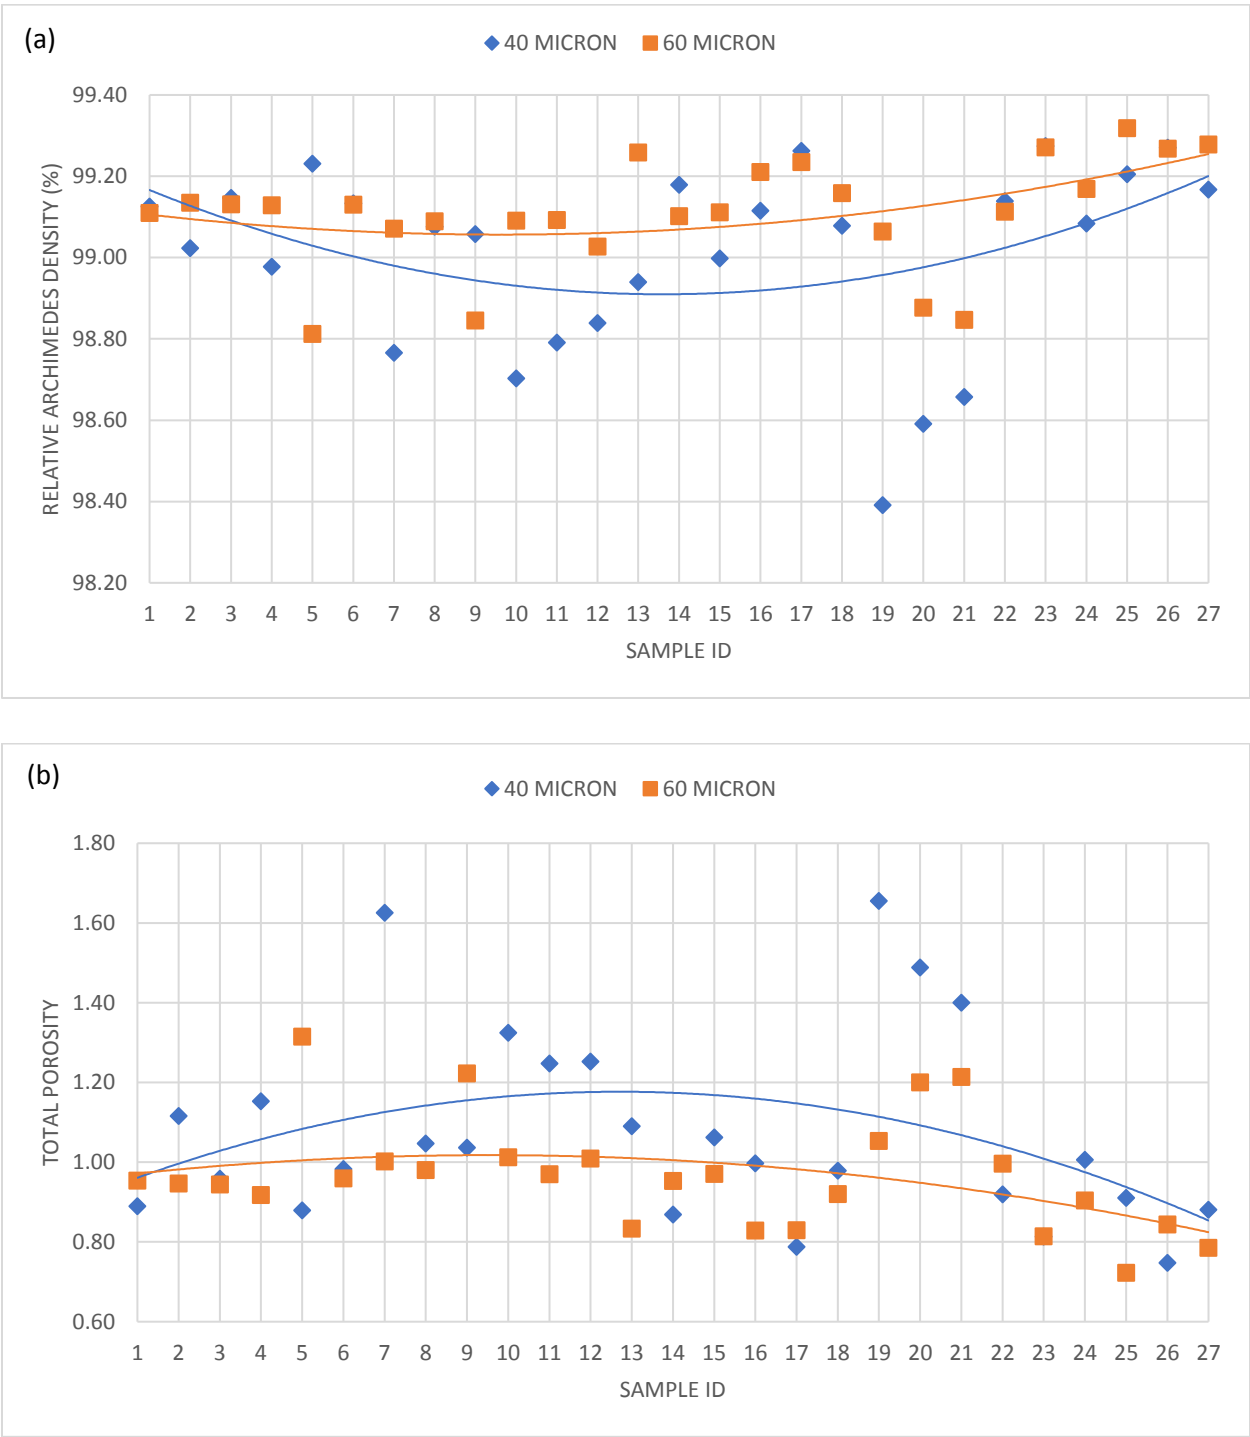 (a)
40 MICRON 60 MICRON
99.40
99.20
99.00
98.80
98.60
98.40
98.20
RELATIVE ARCHIMEDES DENSITY (%)
1 2 3 4 5 6 7 8 9 10 11 12 13 14 15 16 17 18 19 20 21 22 23 24 25 26 27
SAMPLE ID
(b)
40 MICRON 60 MICRON
1.80
1.60
1.40
1.20
1.00
0.80
0.60
TOTAL POROSITY
1 2 3 4 5 6 7 8 9 10 11 12 13 14 15 16 17 18 19 20 21 22 23 24 25 26 27
SAMPLE ID